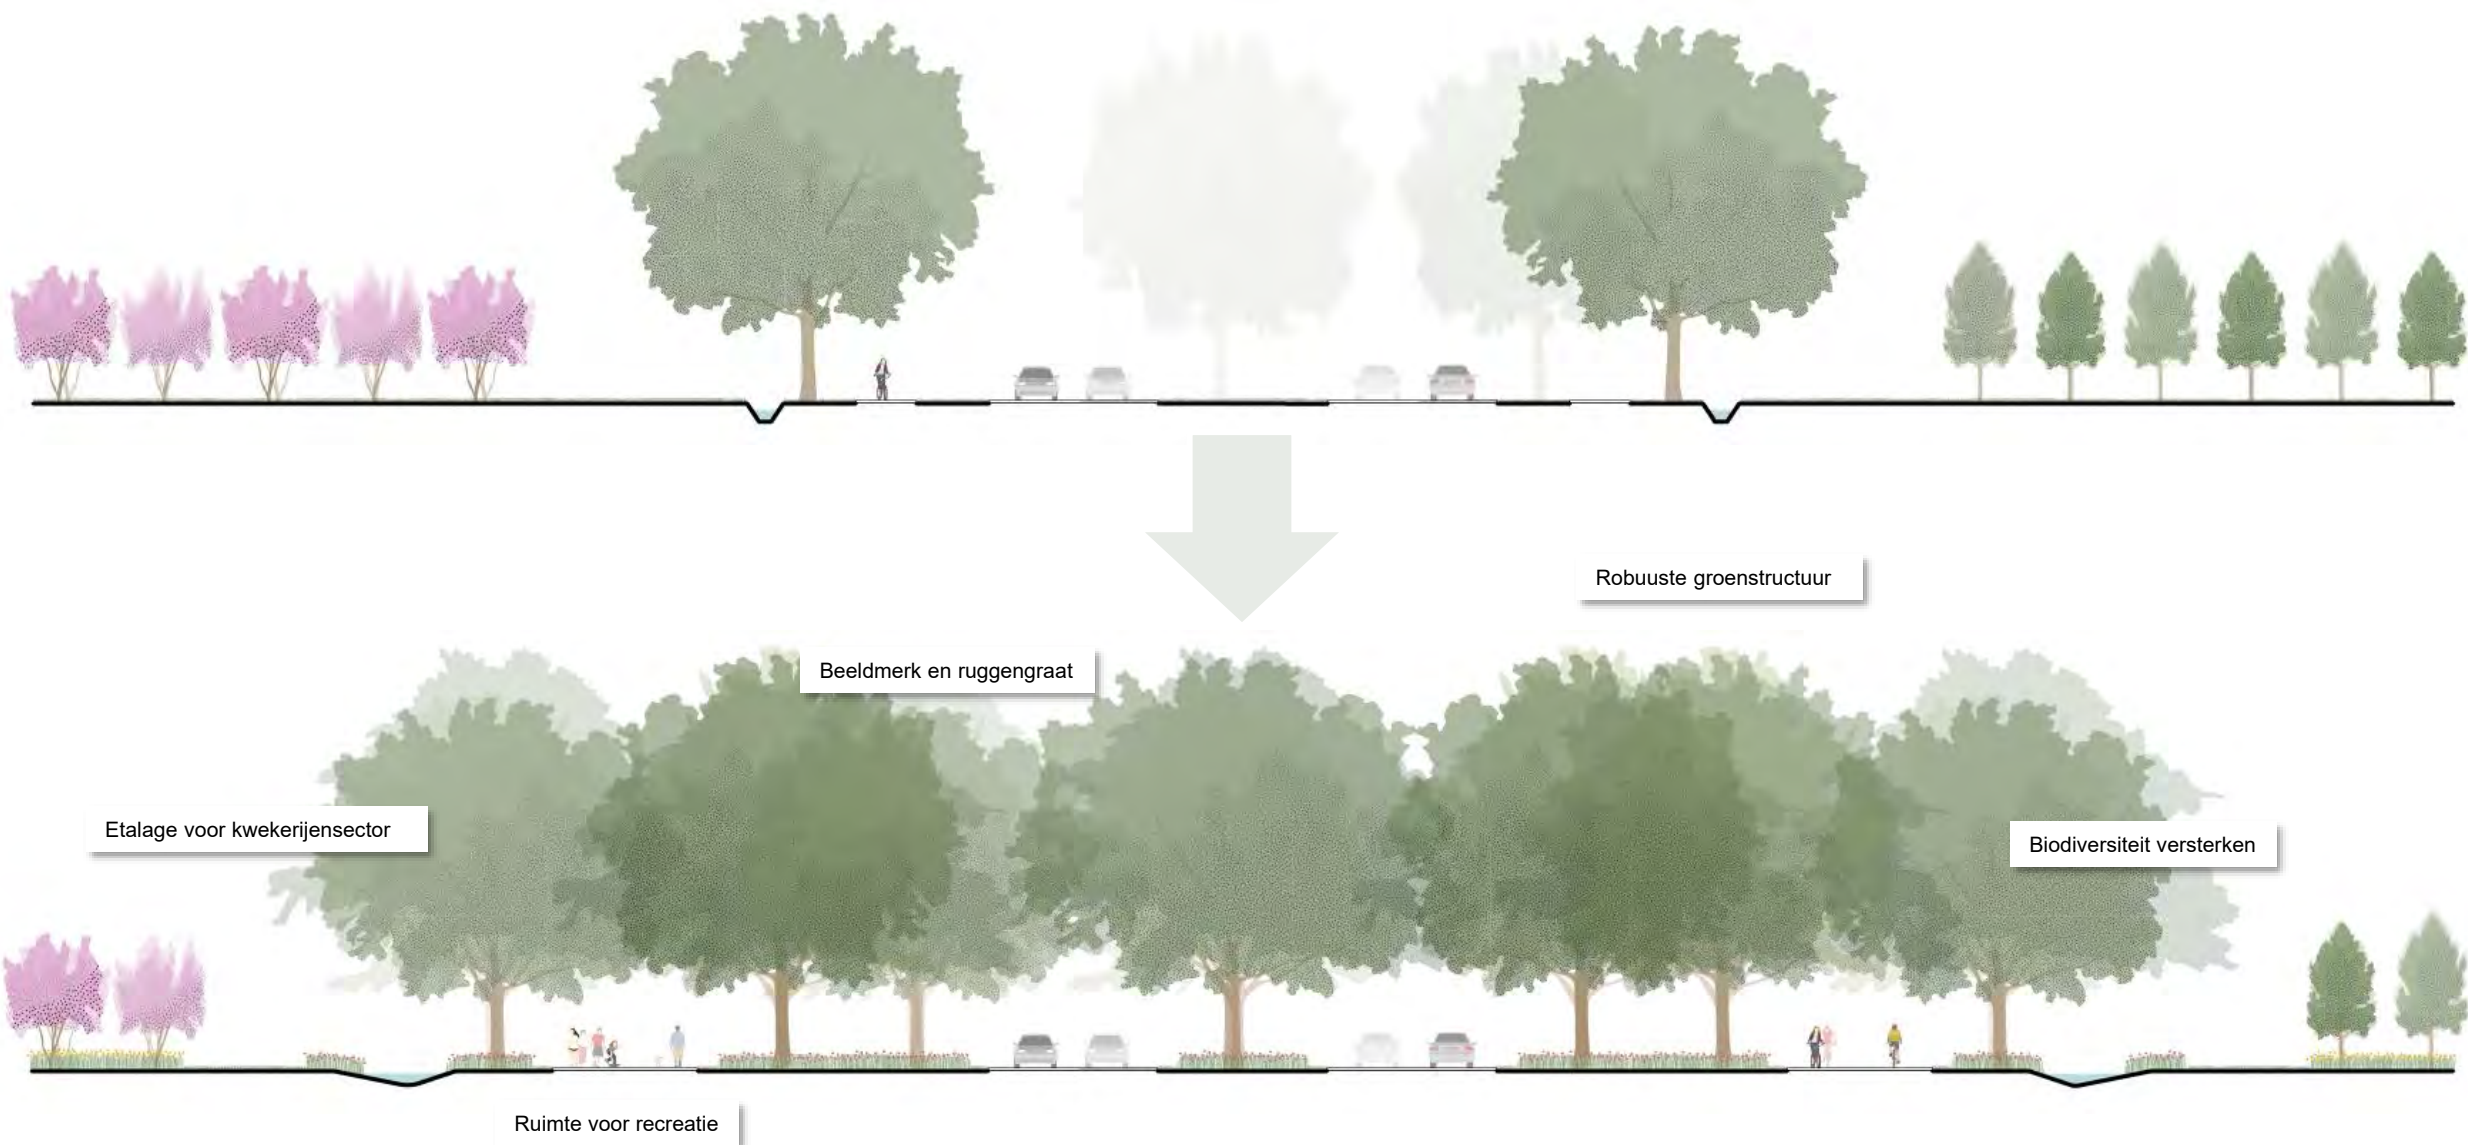 Robuuste groenstructuur
Beeldmerk en ruggengraat
Etalage voor kwekerijensector
Biodiversiteit versterken
Ruimte voor recreatie